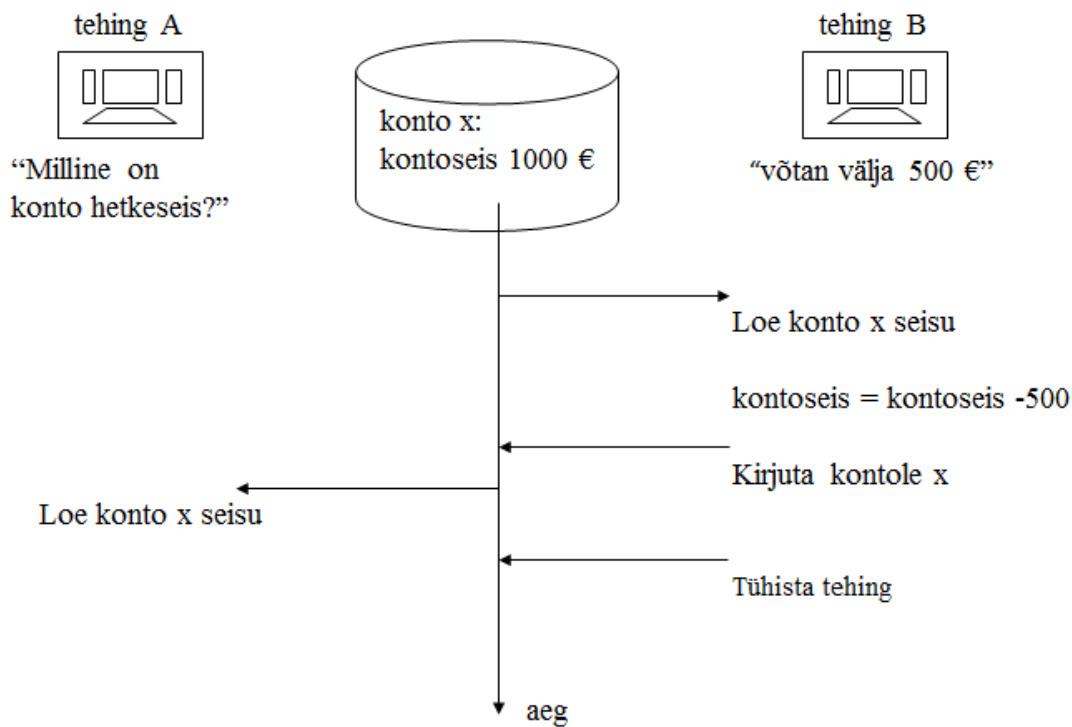 tehing A
tehing B
konto x:
kontoseis 1000 €
“Milline on
konto hetkeseis?”
“võtan välja 500 €”
Loe konto x seisu
kontoseis = kontoseis -500
Kirjuta kontole x
Loe konto x seisu
Tühista tehing
aeg